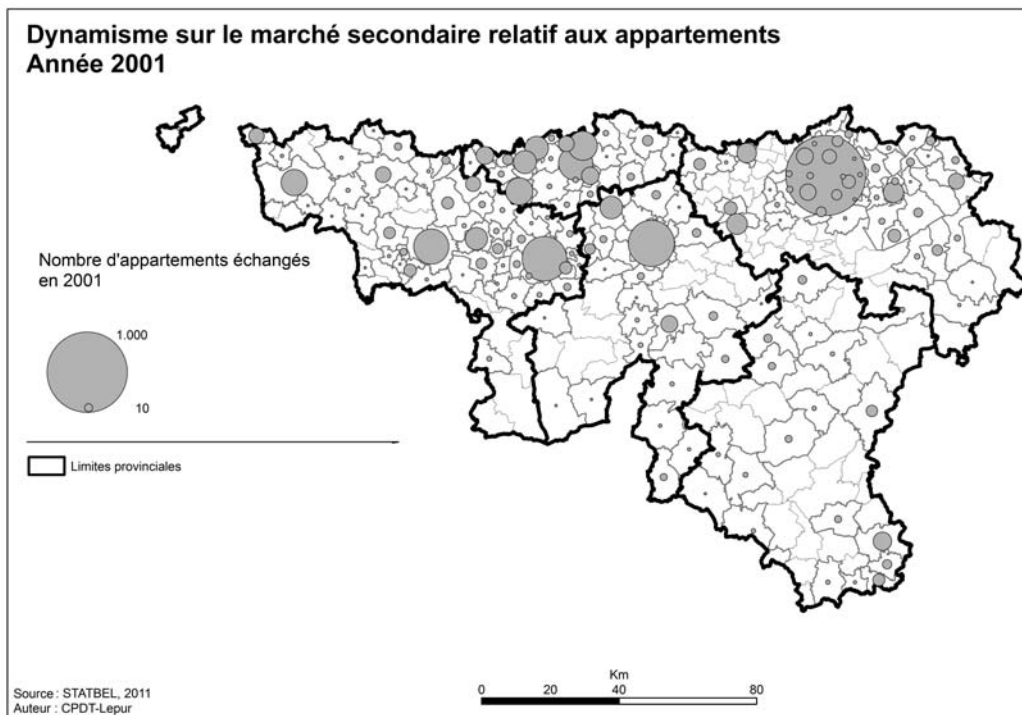 Dynamisme sur le marché secondaire relatif aux appartements
Année 2001
Nombre d'appartements échangés
en 2001
1.000
10
Limites provinciales
Km
0 20 40 80
Source : STATBEL, 2011
Auteur : CPDT-Lepur